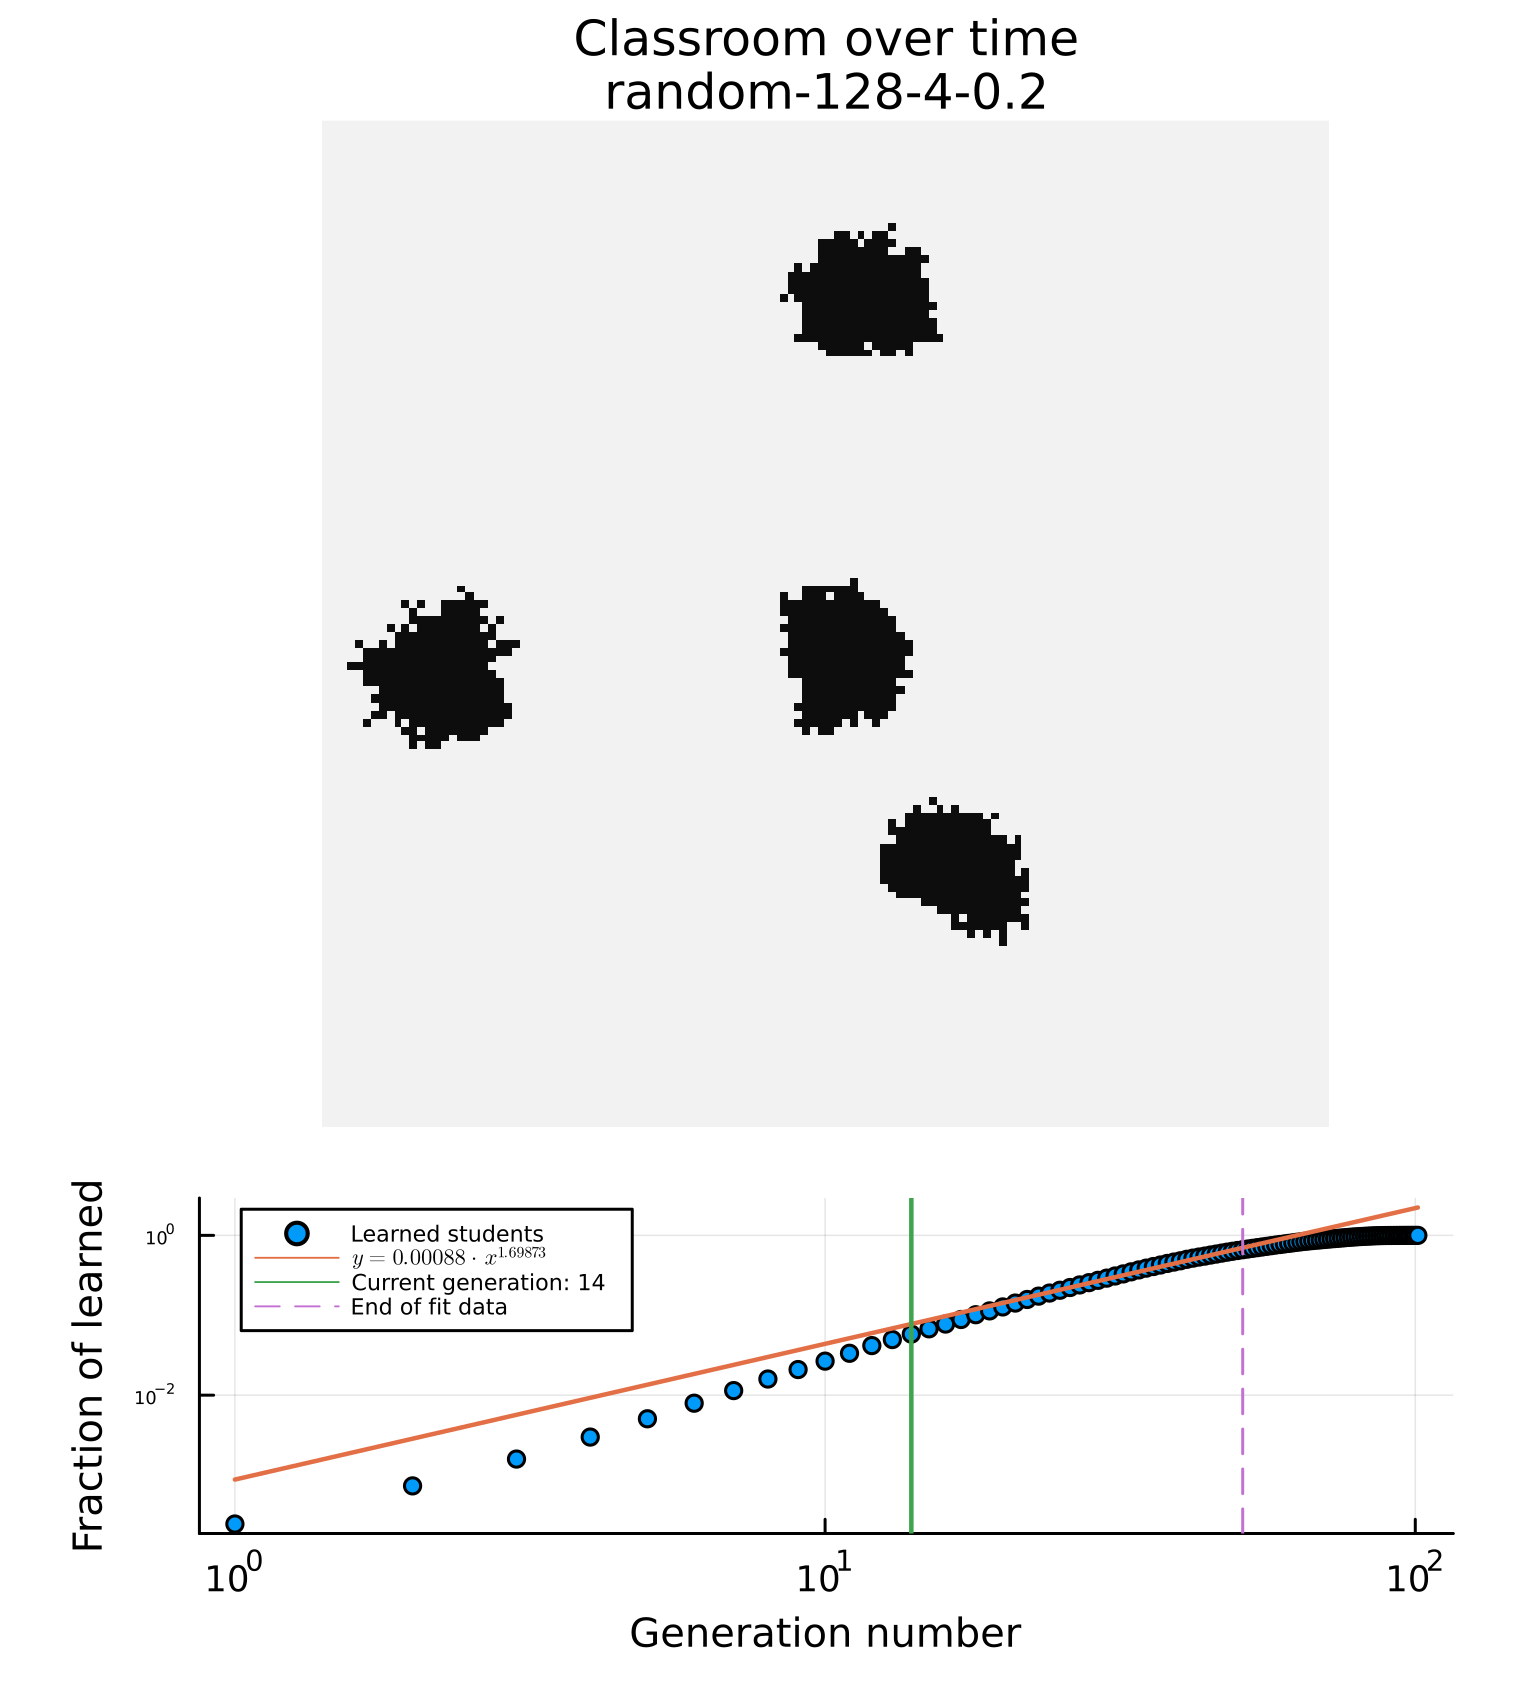 Classroom over time
random-128-4-0.2
Fraction of learned
10⁰
10⁻²
Learned students
y = 0.00088 · x^1.69873
Current generation: 14
End of fit data
10⁰ 10¹ 10²
Generation number